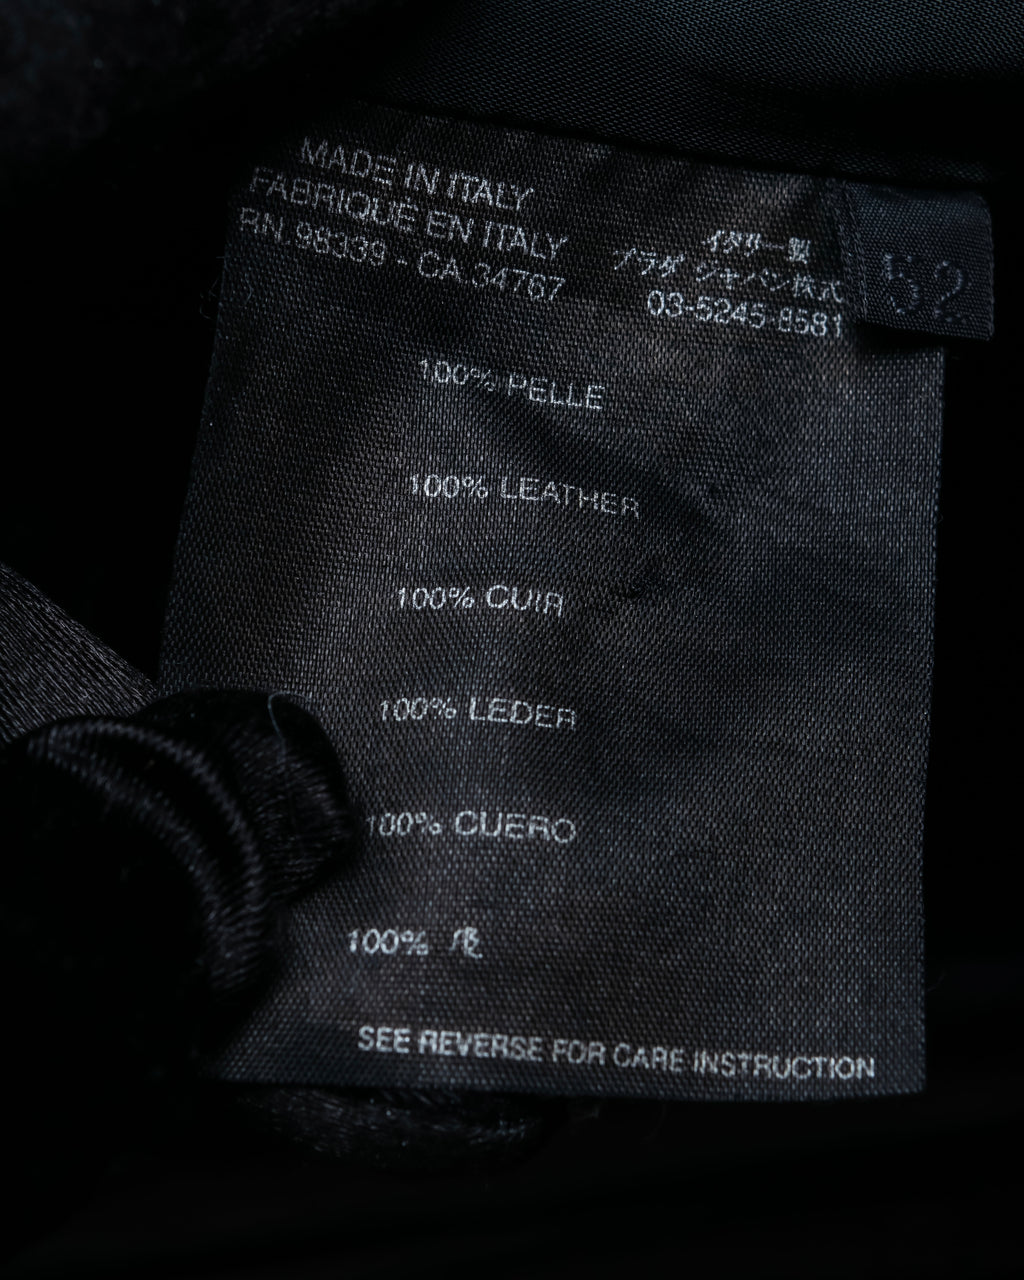 MADE IN ITALY
FABRIQUE EN ITALY
RN.98339 - CA.34767
イタリー製
プラダ ジャパン株式
03-5245-8581
52
100% PELLE
100% LEATHER
100% CUIR
100% LEDER
100% CUERO
100% 皮
SEE REVERSE FOR CARE INSTRUCTION